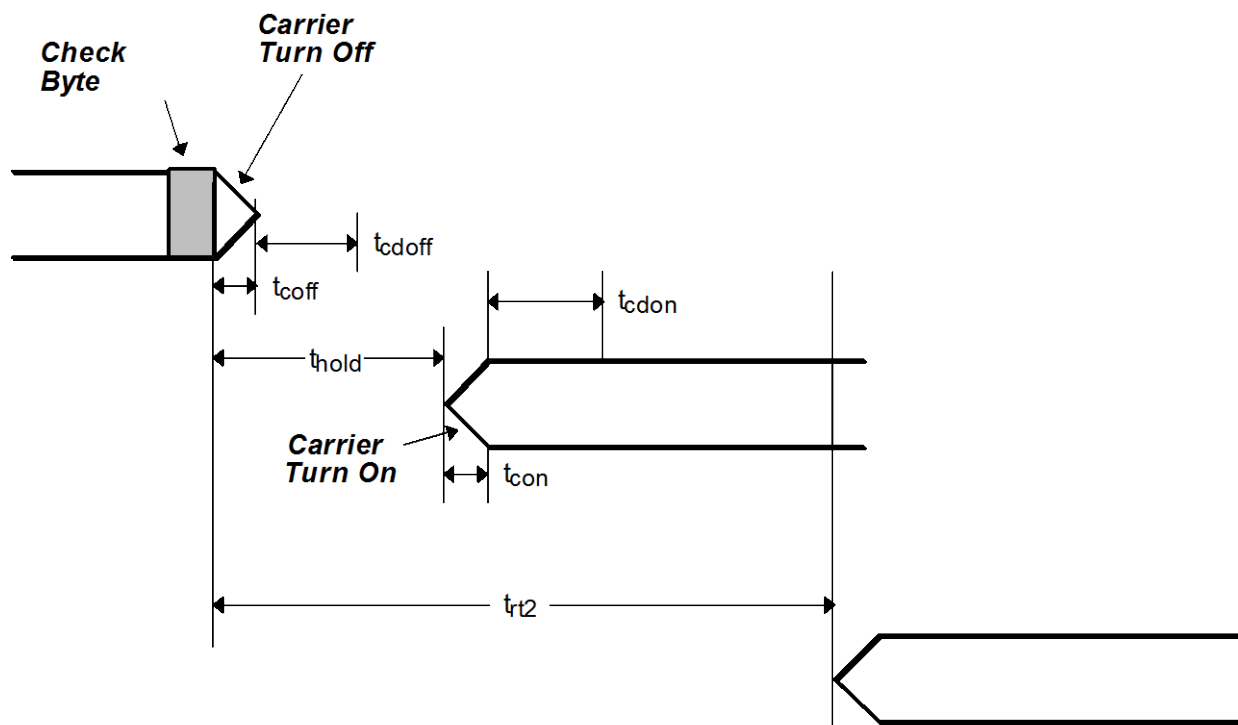 Carrier
Turn Off
Check
Byte
tcdoff
tcoff
tcdon
thold
Carrier
Turn On
tcon
trt2